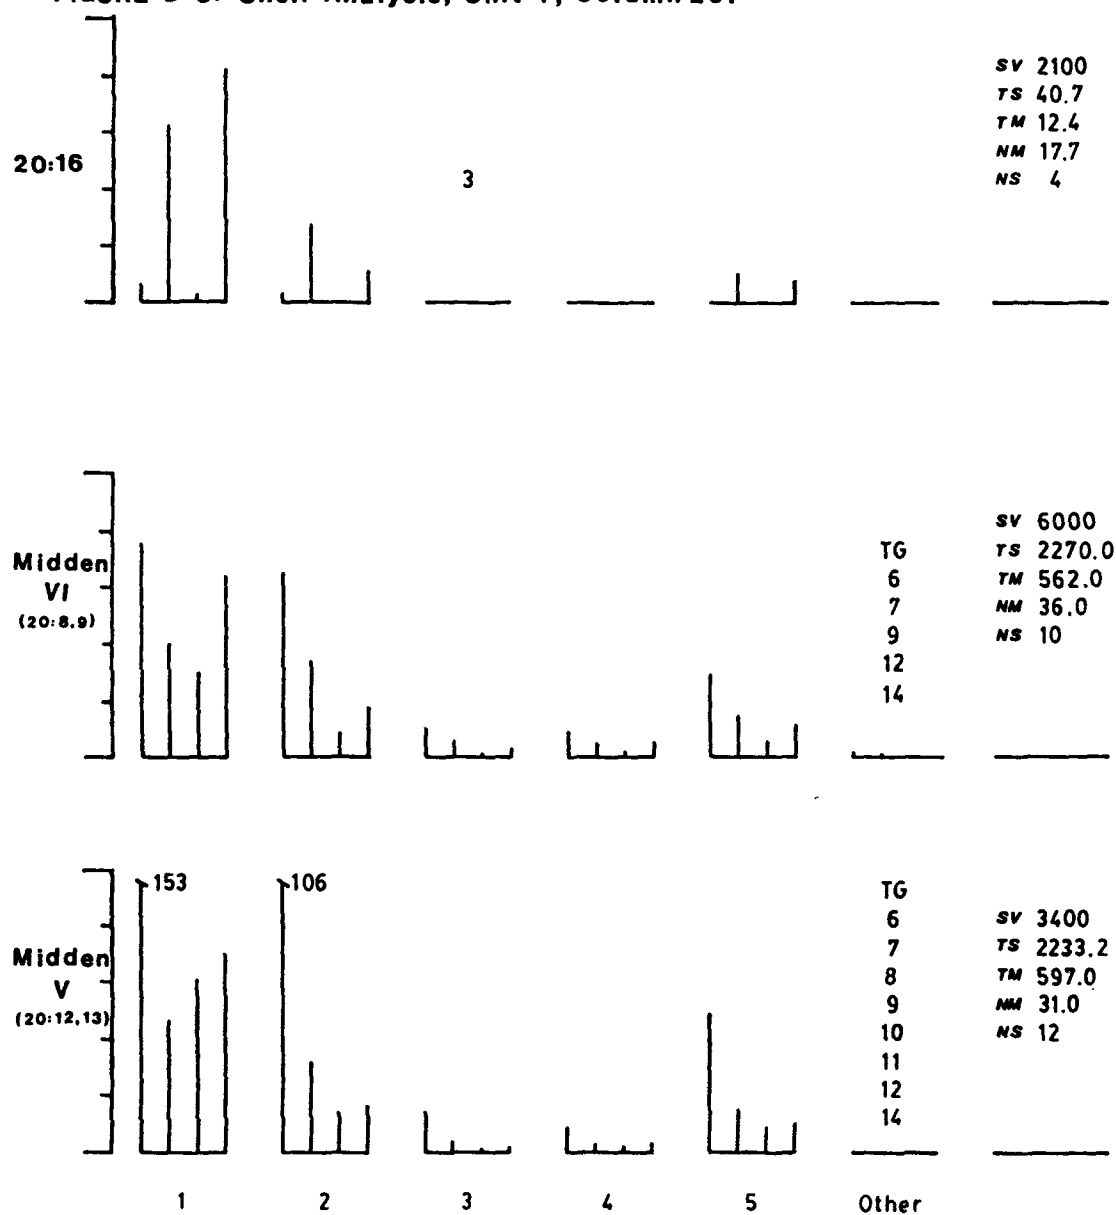 20:16
3
SV 2100
TS 40.7
TM 12.4
NM 17.7
NS 4
Midden
VI
(20:8,9)
TG
6
7
9
12
14
SV 6000
TS 2270.0
TM 562.0
NM 36.0
NS 10
Midden
V
(20:12,13)
153
106
TG
6
7
8
9
10
11
12
14
SV 3400
TS 2233.2
TM 597.0
NM 31.0
NS 12
1 2 3 4 5 Other